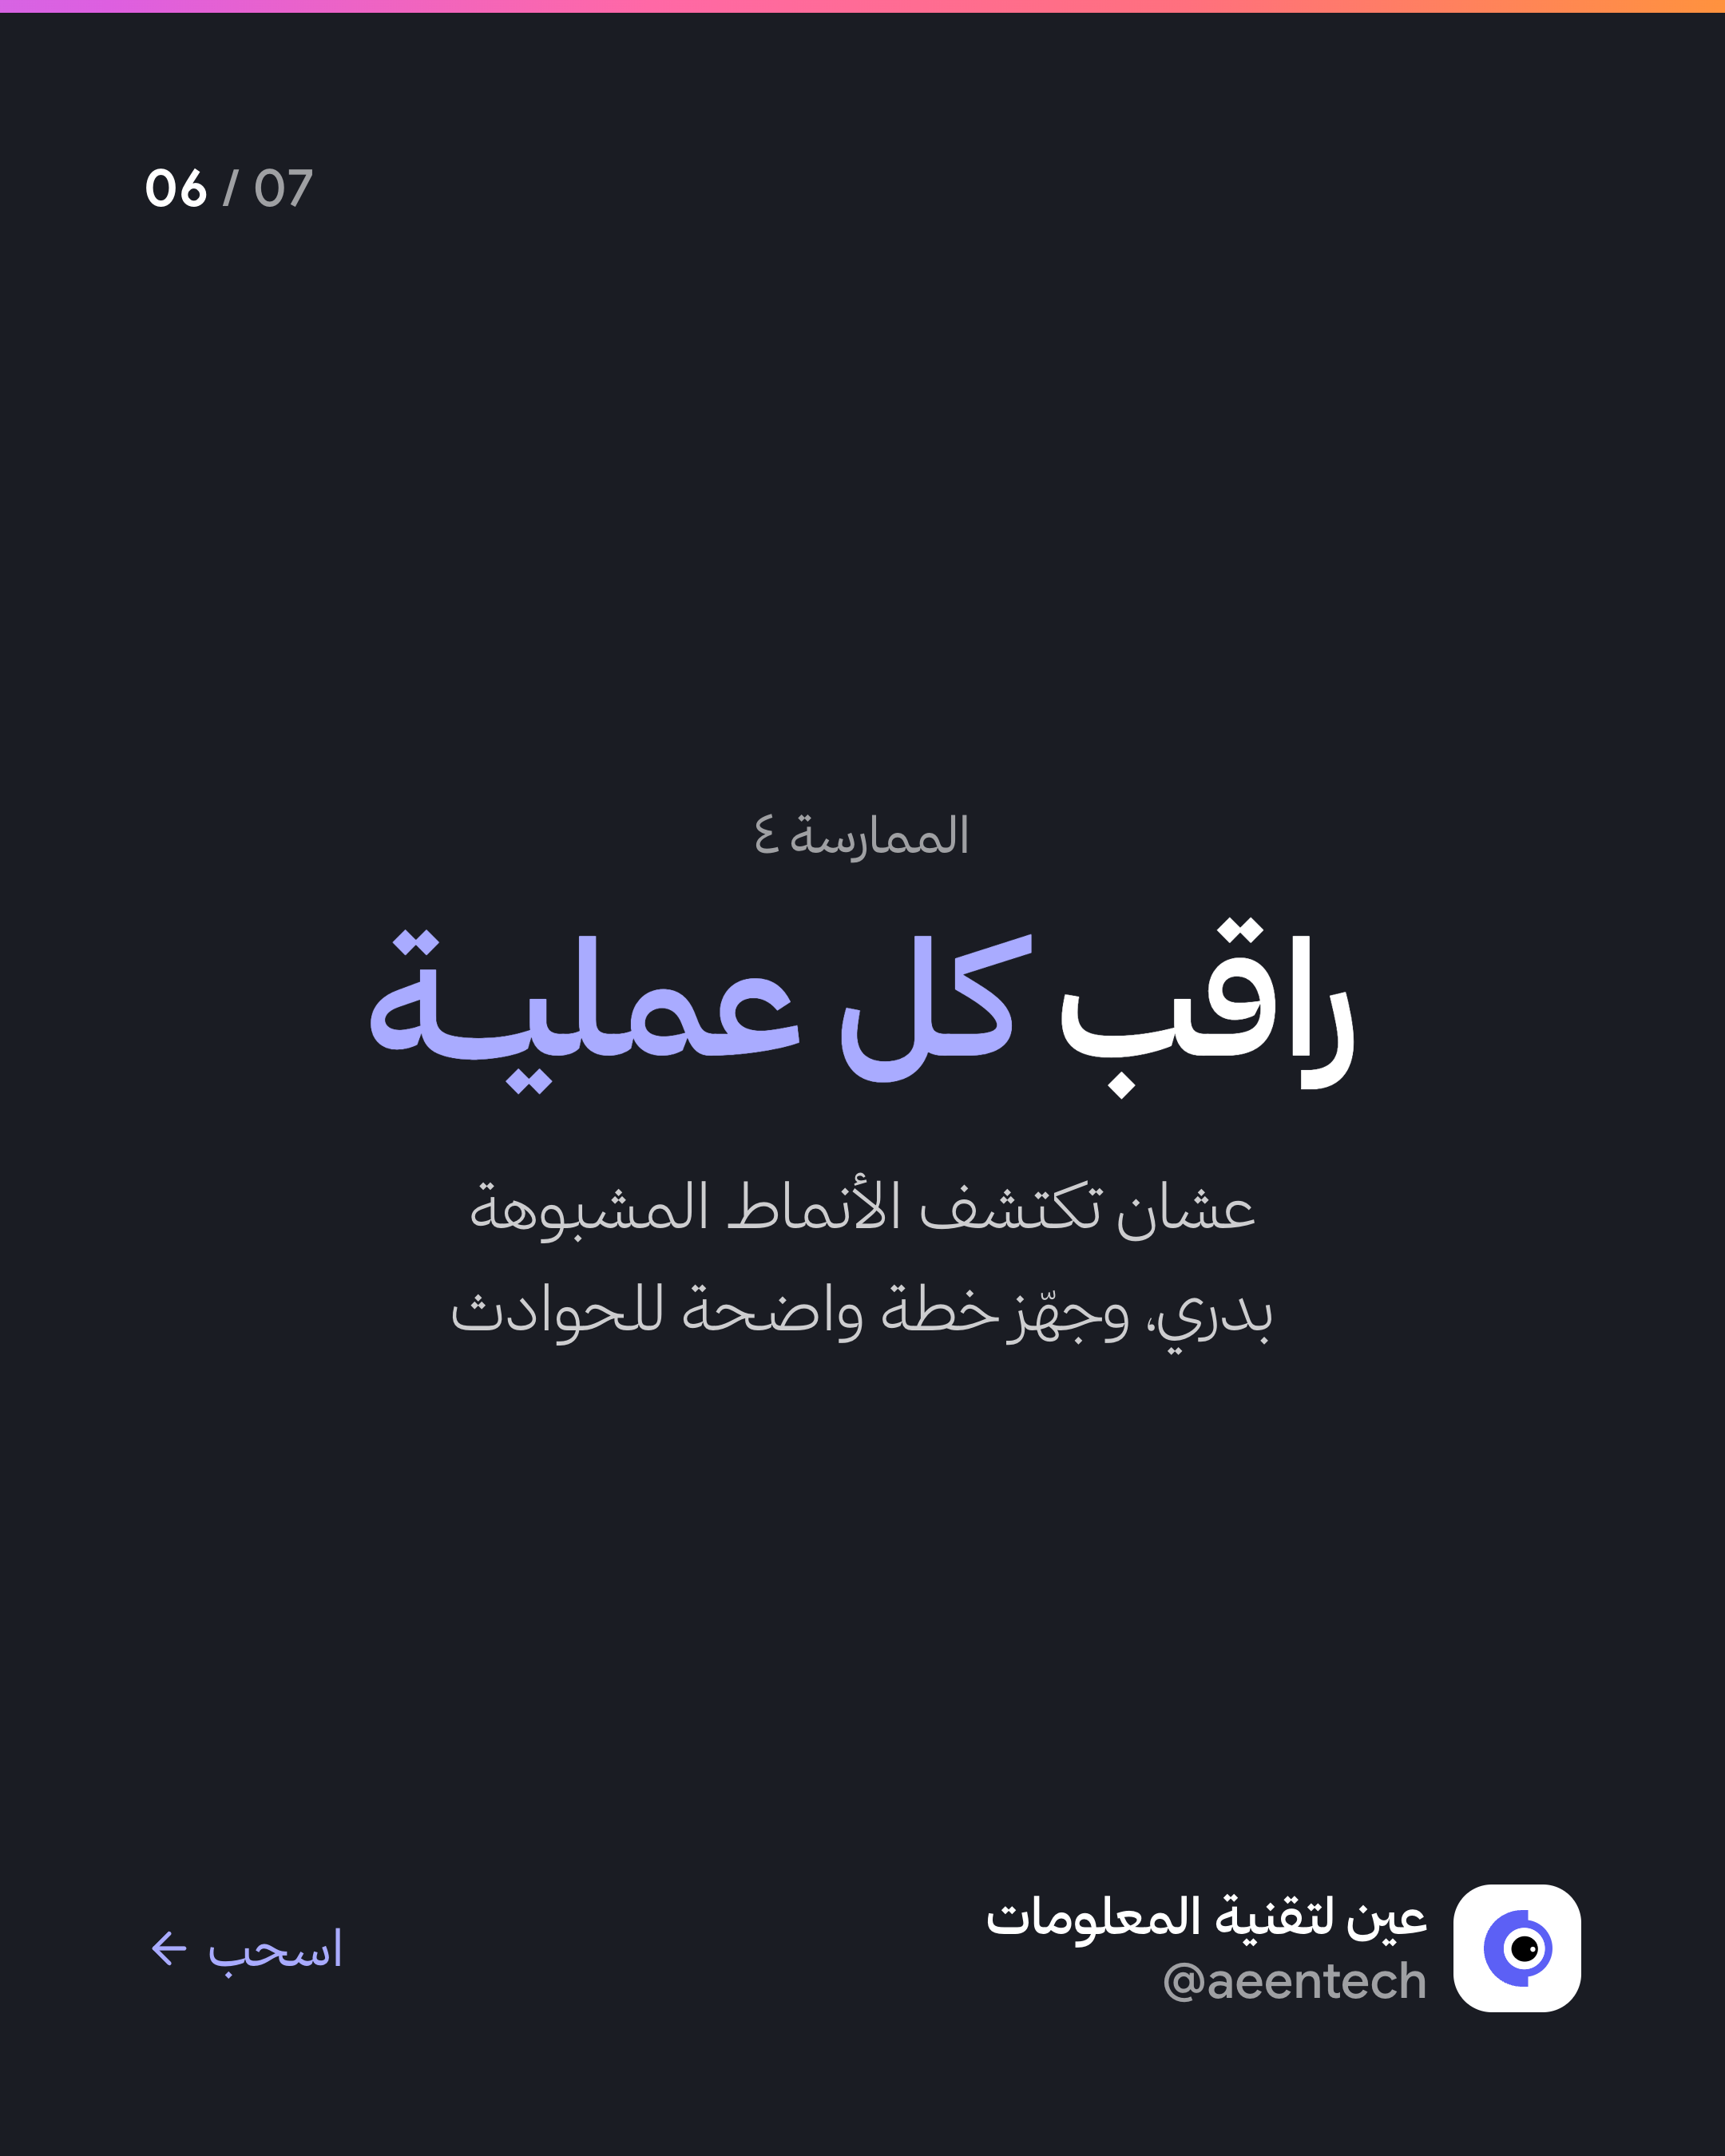 06 / 07
الممارسة ٤
راقب كل عملية
عشان تكتشف الأنماط المشبوهة
بدري، وجهّز خطة واضحة للحوادث
عين لتقنية المعلومات
@aeentech
اسحب ←